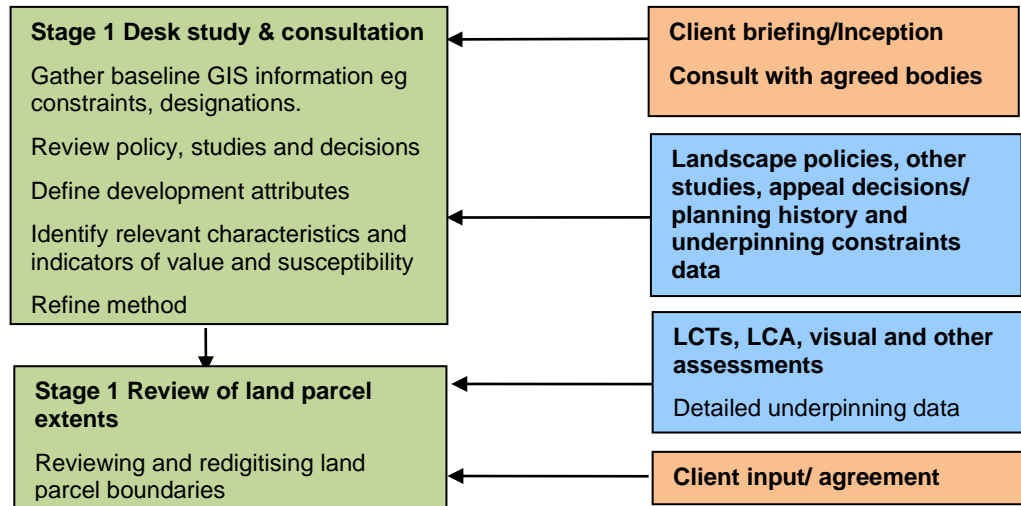 Stage 1 Desk study & consultation
Gather baseline GIS information eg
constraints, designations.
Review policy, studies and decisions
Define development attributes
Identify relevant characteristics and
indicators of value and susceptibility
Refine method
Client briefing/Inception
Consult with agreed bodies
Landscape policies, other
studies, appeal decisions/
planning history and
underpinning constraints
data
Stage 1 Review of land parcel
extents
Reviewing and redigitising land
parcel boundaries
LCTs, LCA, visual and other
assessments
Detailed underpinning data
Client input/ agreement